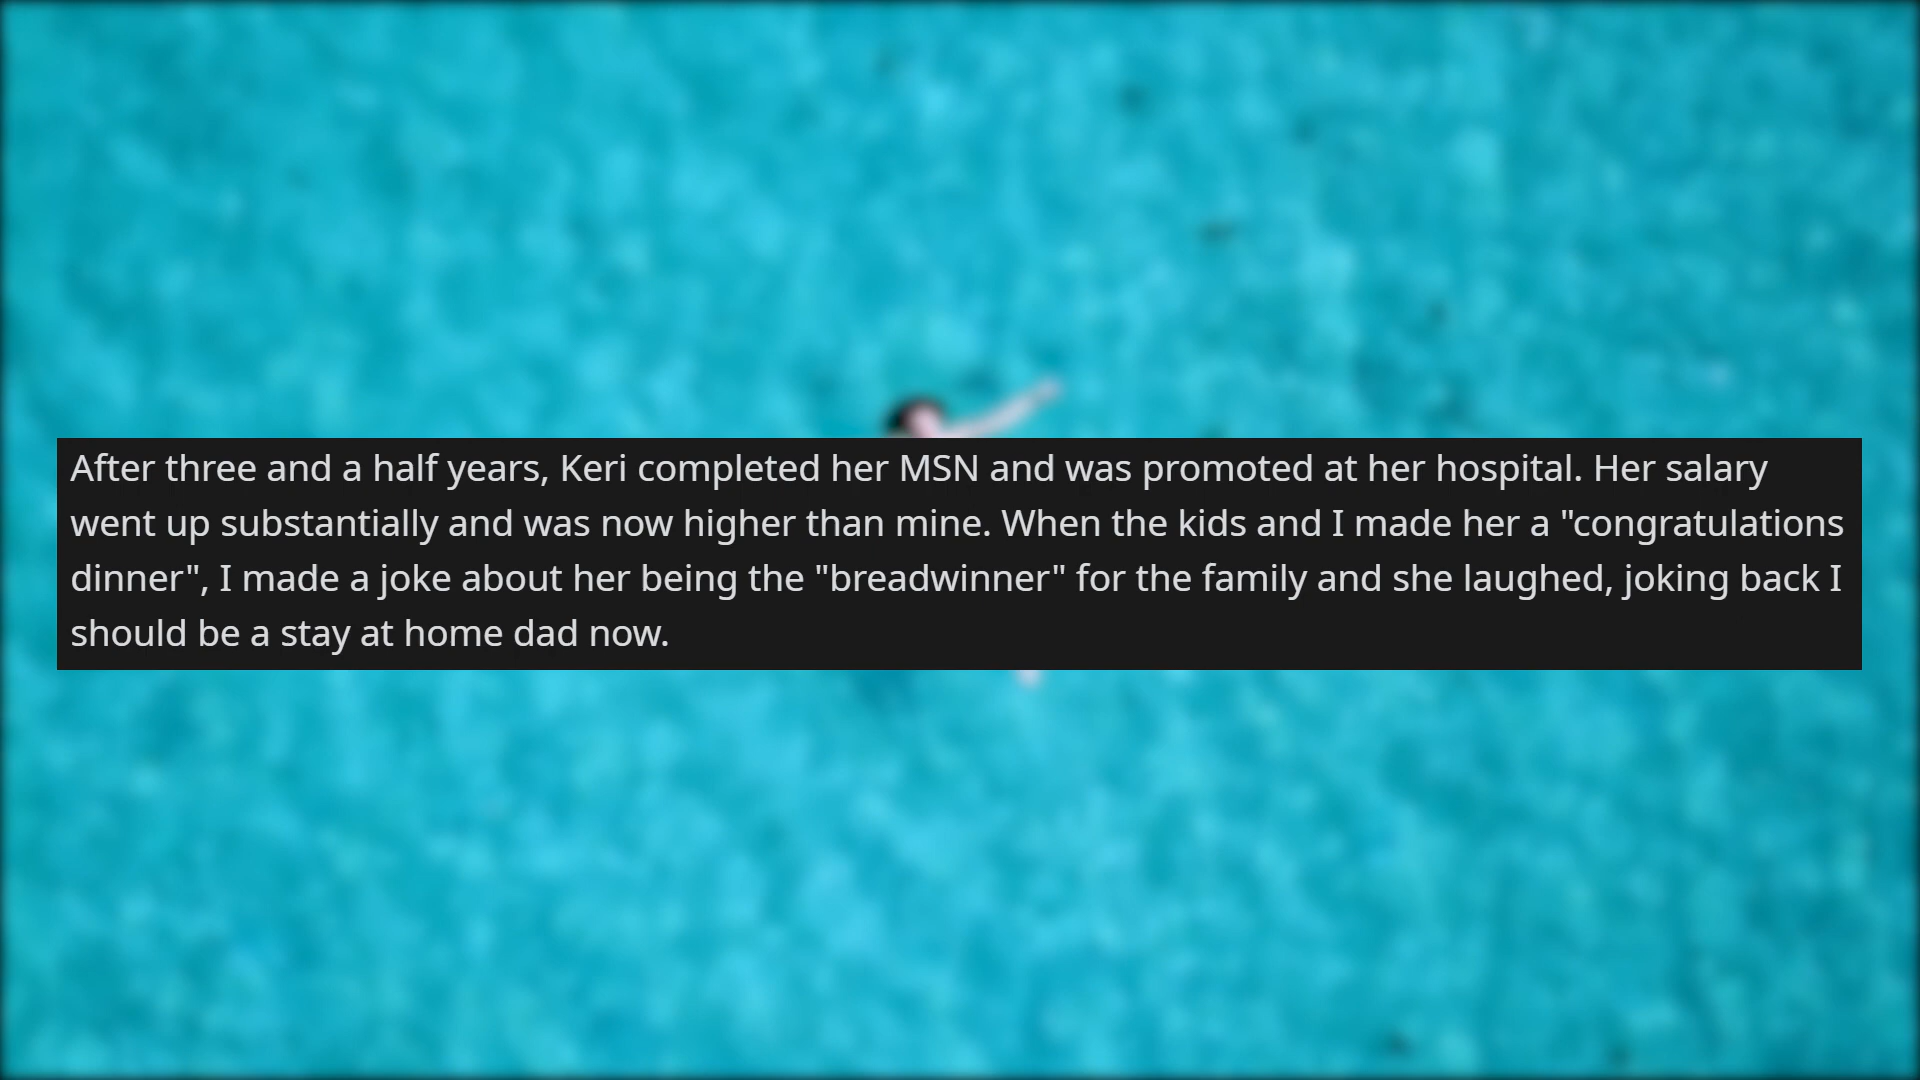 After three and a half years, Keri completed her MSN and was promoted at her hospital. Her salary
went up substantially and was now higher than mine. When the kids and I made her a "congratulations
dinner", I made a joke about her being the "breadwinner" for the family and she laughed, joking back I
should be a stay at home dad now.